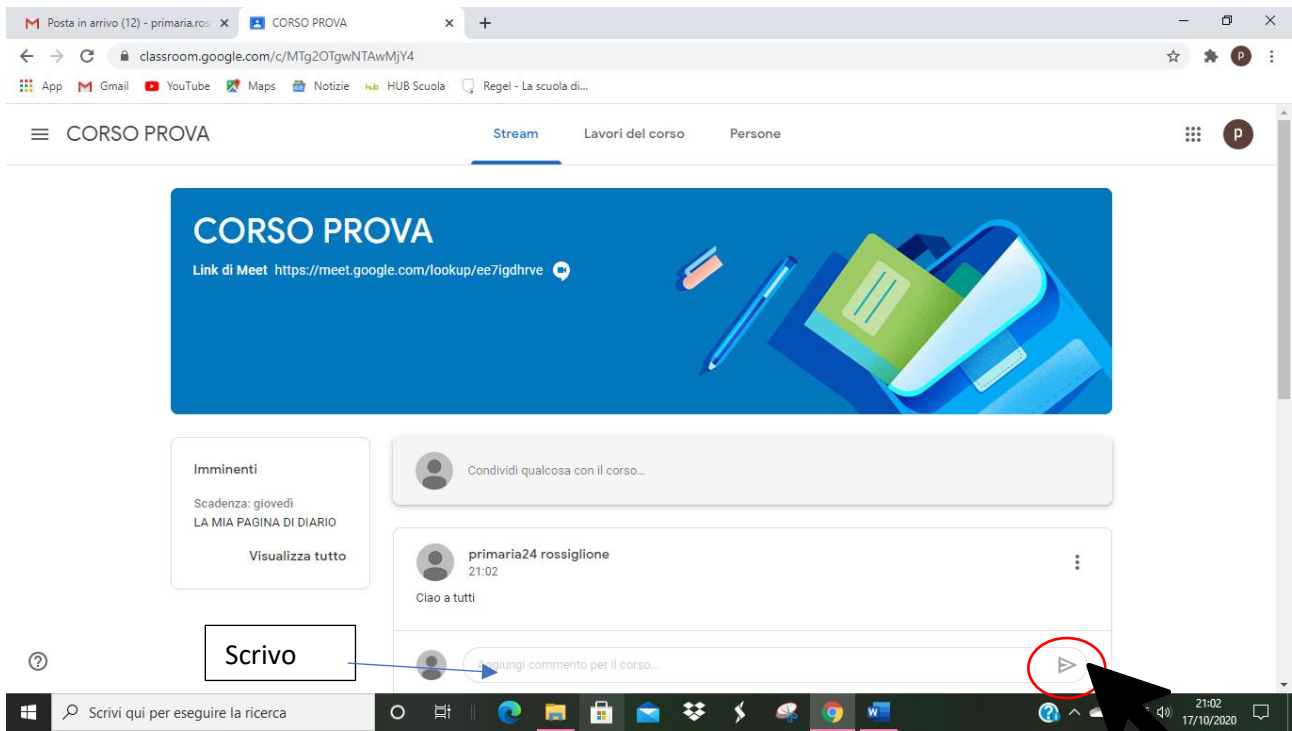 Posta in arrivo (12) - primaria.ros
CORSO PROVA
classroom.google.com/c/MTg2OTgwNTAwMjY4
App Gmail YouTube Maps Notizie hub HUB Scuola Regel - La scuola di...
CORSO PROVA
Stream Lavori del corso Persone
P
CORSO PROVA
Link di Meet https://meet.google.com/lookup/ee7igdhrve
Imminenti
Scadenza: giovedì
LA MIA PAGINA DI DIARIO
Visualizza tutto
Condividi qualcosa con il corso...
primaria24 rossiglione
21:02
Ciao a tutti
Scrivo
Aggiungi commento per il corso...
Scrivi qui per eseguire la ricerca
21:02
17/10/2020